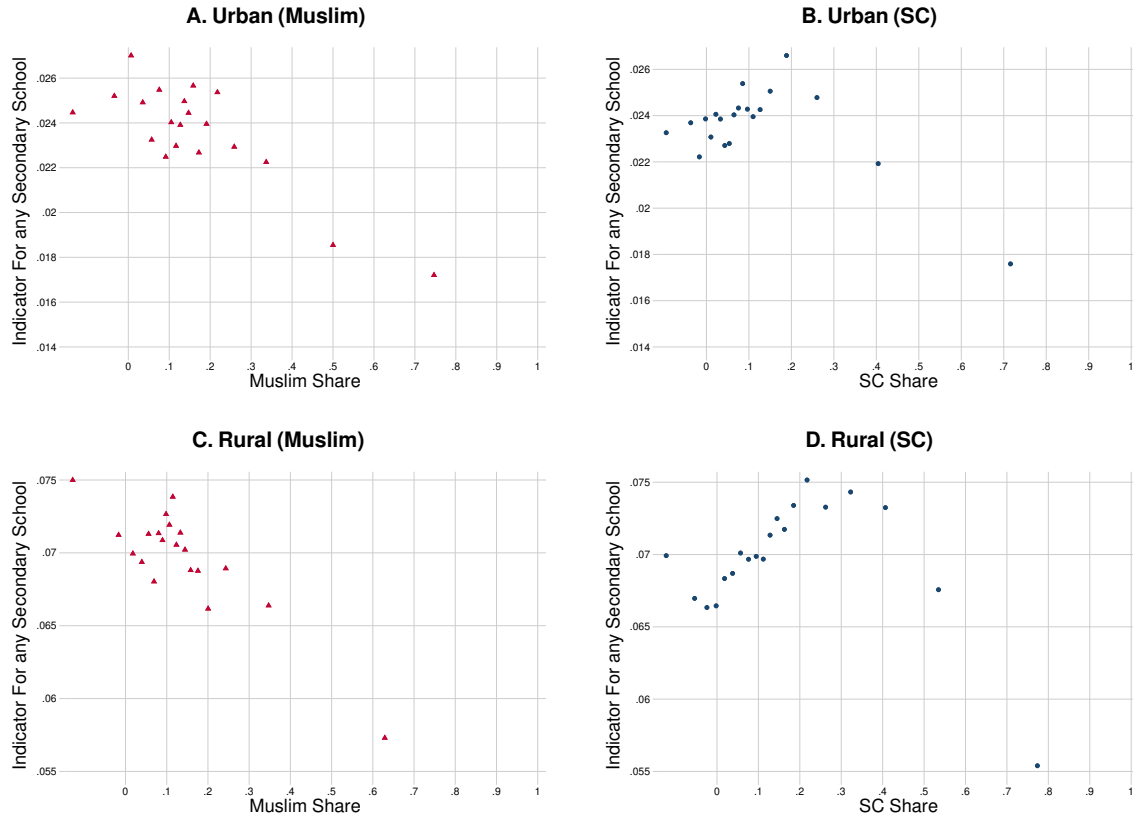 A. Urban (Muslim)
Indicator For any Secondary School
.026
.024
.022
.02
.018
.016
.014
0 .1 .2 .3 .4 .5 .6 .7 .8 .9 1
Muslim Share
B. Urban (SC)
Indicator For any Secondary School
.026
.024
.022
.02
.018
.016
.014
0 .1 .2 .3 .4 .5 .6 .7 .8 .9 1
SC Share
C. Rural (Muslim)
Indicator For any Secondary School
.075
.07
.065
.06
.055
0 .1 .2 .3 .4 .5 .6 .7 .8 .9 1
Muslim Share
D. Rural (SC)
Indicator For any Secondary School
.075
.07
.065
.06
.055
0 .1 .2 .3 .4 .5 .6 .7 .8 .9 1
SC Share